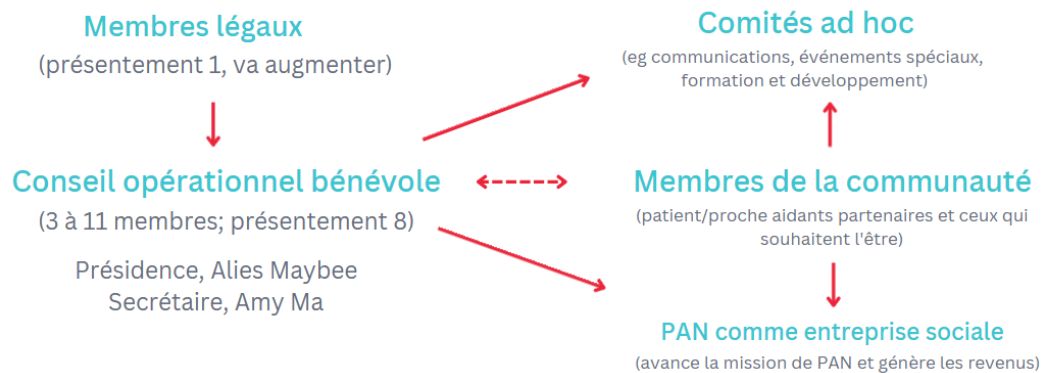 Membres légaux
(présentement 1, va augmenter)
Conseil opérationnel bénévole
(3 à 11 membres; présentement 8)
Présidence, Alies Maybee
Secrétaire, Amy Ma
Comités ad hoc
(eg communications, événements spéciaux,
formation et développement)
Membres de la communauté
(patient/proche aidants partenaires et ceux qui
souhaitent l'être)
PAN comme entreprise sociale
(avance la mission de PAN et génère les revenus)